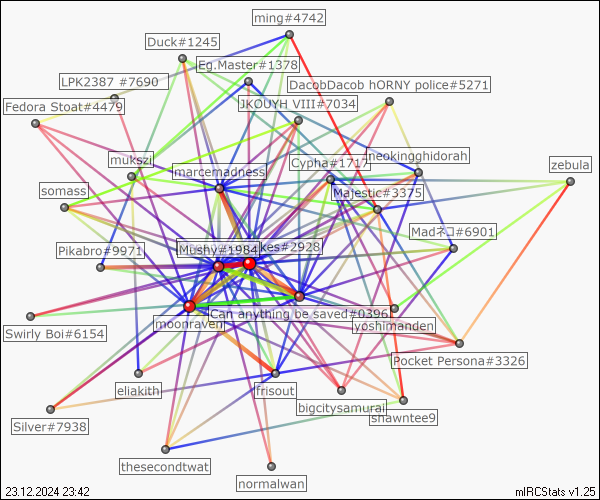 ming#4742
Duck#1245
Eg.Master#1378
LPK2387 #7690
DacobDacob hORNY police#5271
Fedora Stoat#4479
JKOUYH VIII#7034
mukszi
Cypha#1717
neokingghidorah
marcemadness
zebula
somass
Majestic#3375
Madネコ#6901
Pikabro#9971
Mushy#1984
kes#2928
Can anything be saved#0396
moonraven
yoshimanden
Swirly Boi#6154
Pocket Persona#3326
eliakith
frisout
bigcitysamurai
shawntee9
Silver#7938
thesecondtwat
normalwan
23.12.2024 23:42
mIRCStats v1.25